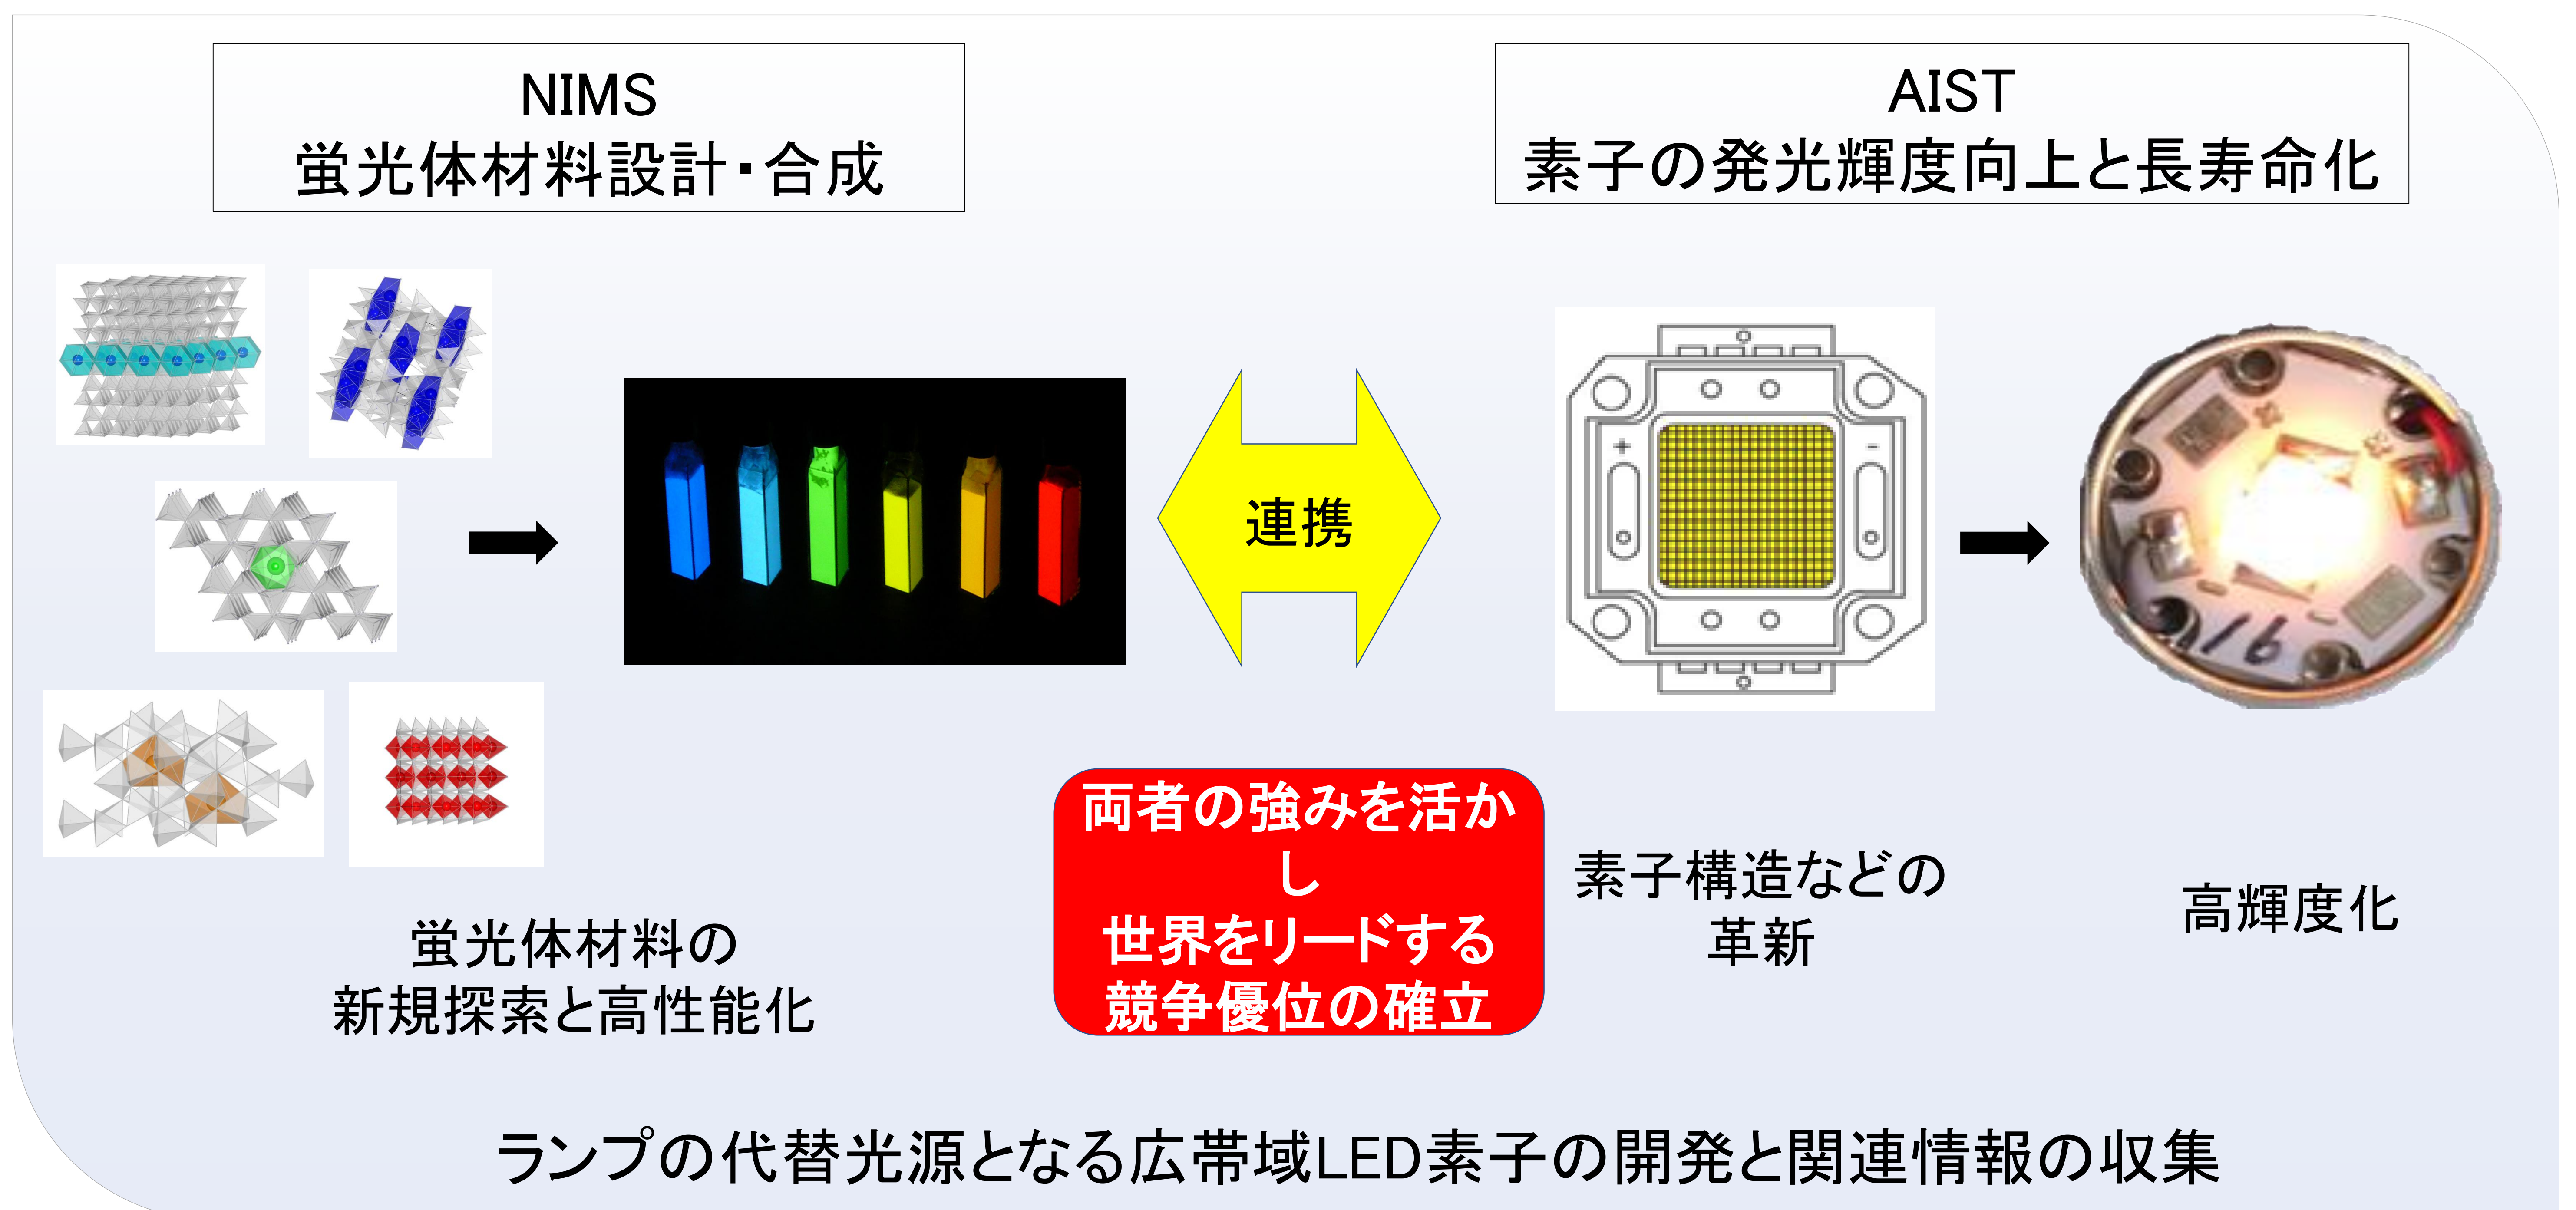 NIMS
蛍光体材料設計・合成
AIST
素子の発光輝度向上と長寿命化
連携
+
-
16
両者の強みを活か
し
世界をリードする
競争優位の確立
素子構造などの
革新
高輝度化
蛍光体材料の
新規探索と高性能化
ランプの代替光源となる広帯域LED素子の開発と関連情報の収集